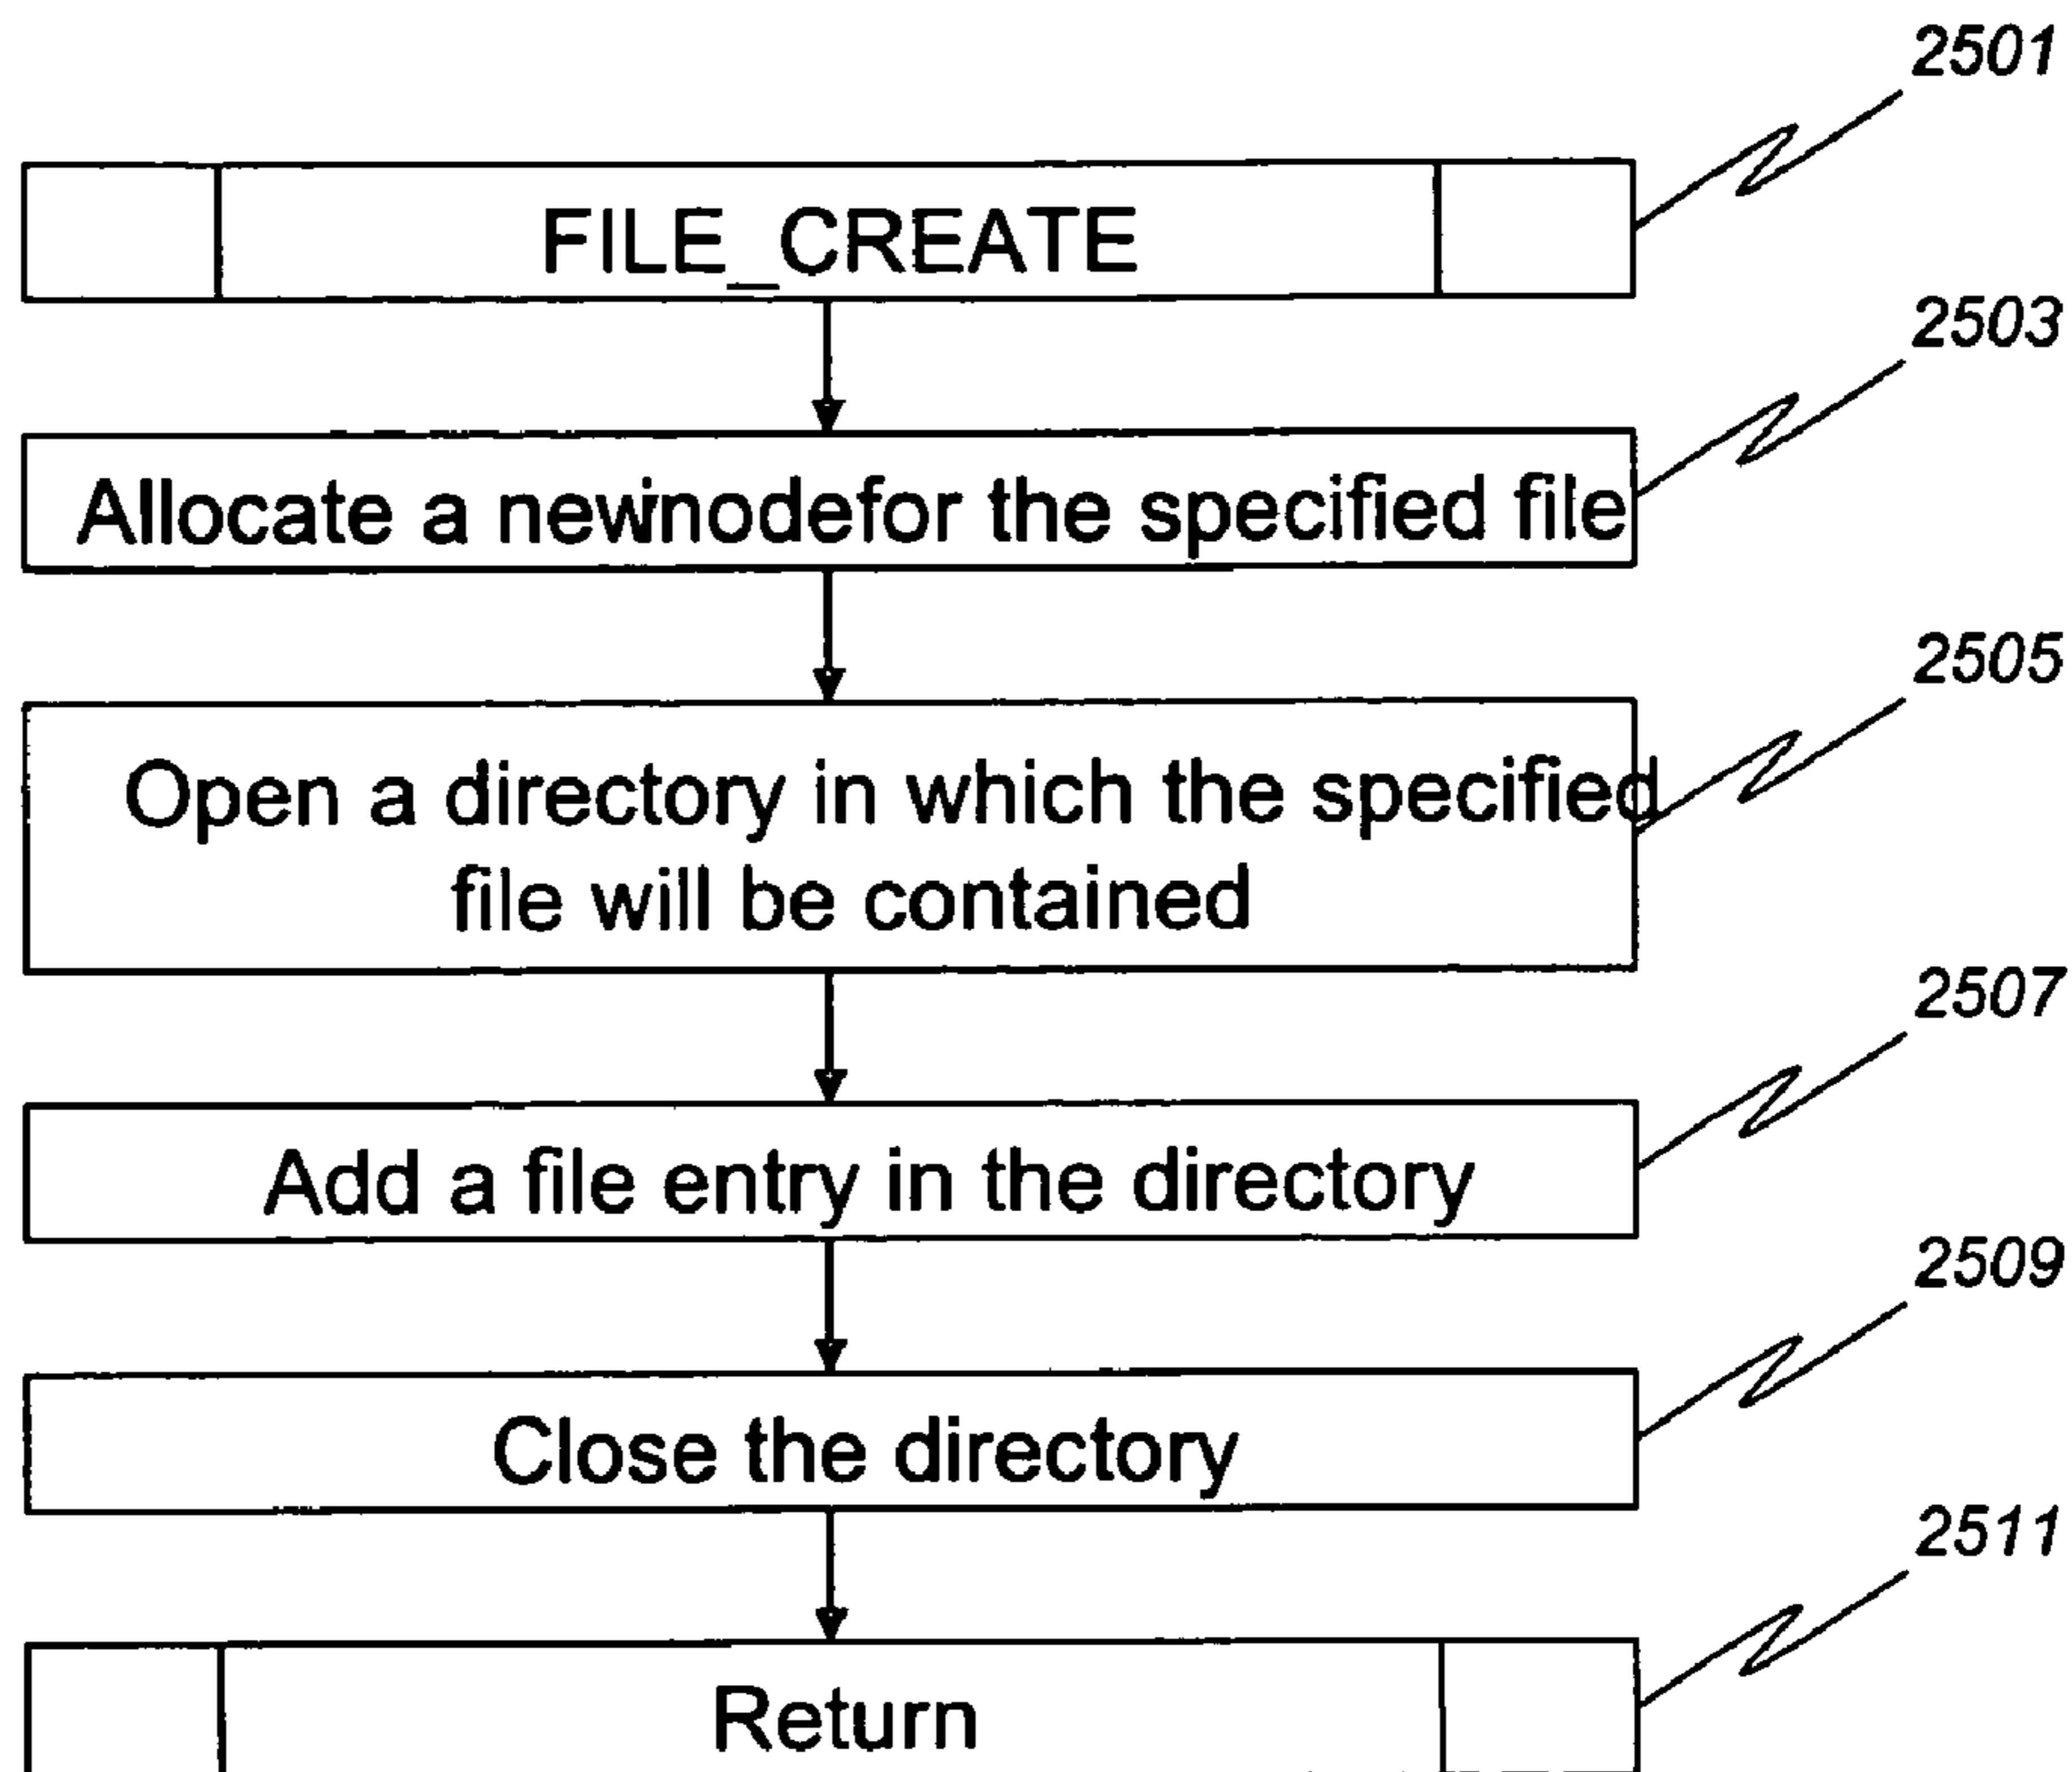 2501
FILE_CREATE
2503
Allocate a newinodefor the specified file
2505
Open a directory in which the specified
file will be contained
2507
Add a file entry in the directory
2509
Close the directory
2511
Return